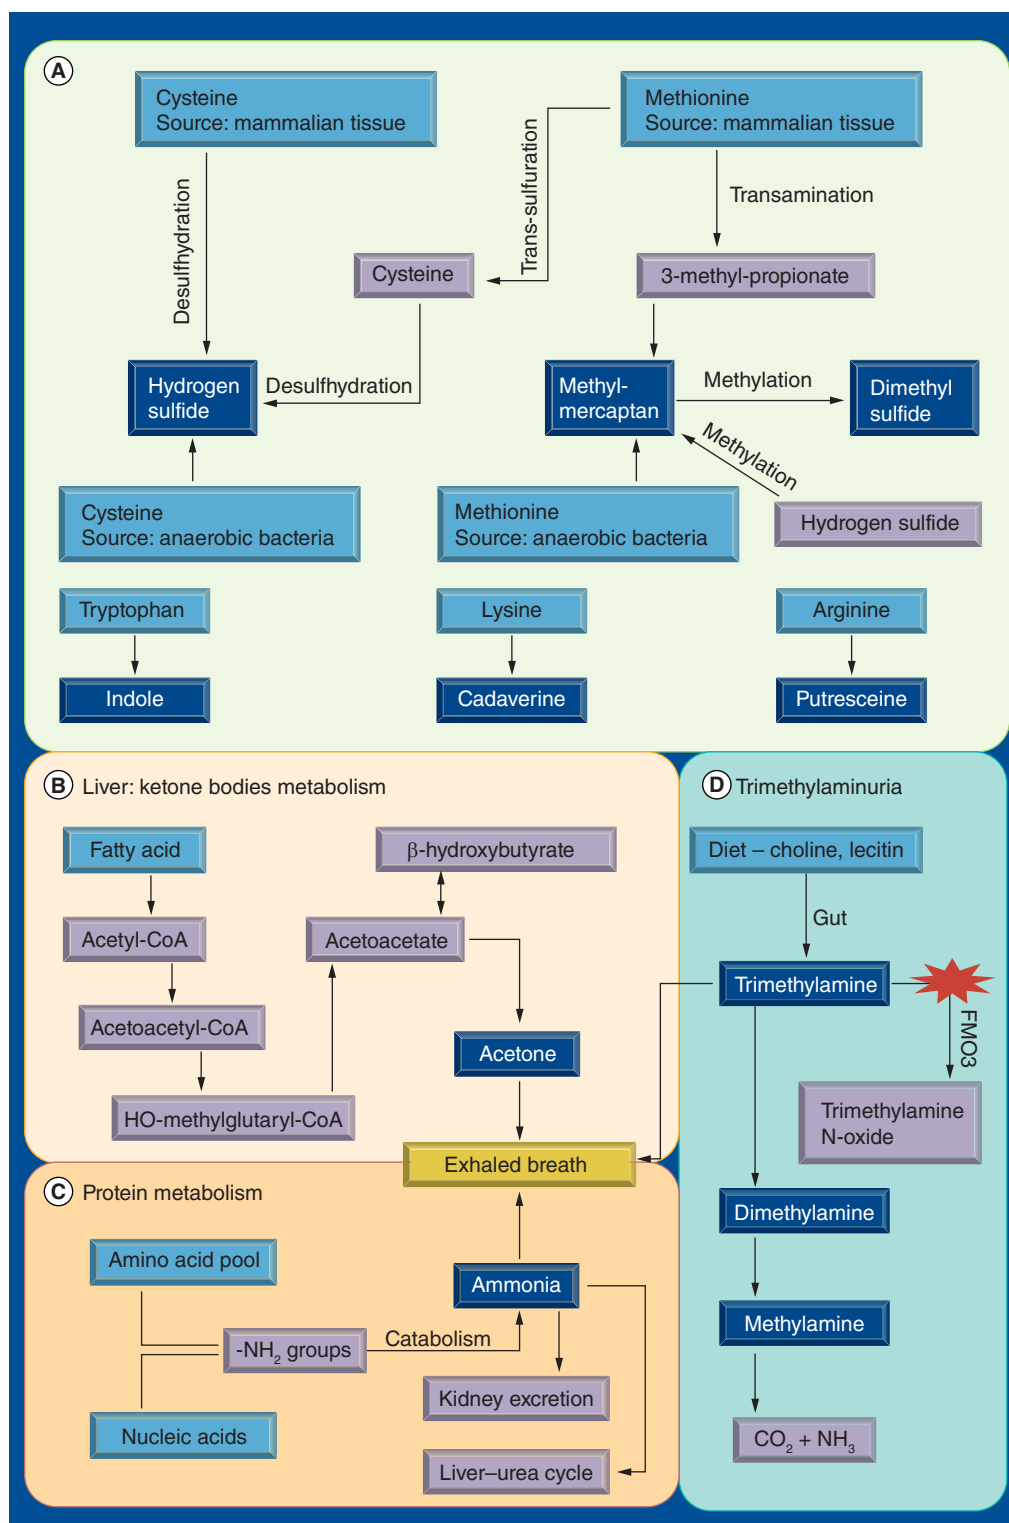 A
Cysteine
Source: mammalian tissue
Methionine
Source: mammalian tissue
Desulfhydration
Trans-sulfuration
Transamination
Cysteine
3-methyl-propionate
Hydrogen
sulfide
Desulfhydration
Methyl-
mercaptan
Methylation
Dimethyl
sulfide
Methylation
Cysteine
Source: anaerobic bacteria
Methionine
Source: anaerobic bacteria
Hydrogen sulfide
Tryptophan
Lysine
Arginine
Indole
Cadaverine
Putresceine
B Liver: ketone bodies metabolism
Fatty acid
β-hydroxybutyrate
Acetyl-CoA
Acetoacetate
Acetoacetyl-CoA
Acetone
HO-methylglutaryl-CoA
Exhaled breath
C Protein metabolism
Amino acid pool
Ammonia
-NH₂ groups
Catabolism
Kidney excretion
Nucleic acids
Liver–urea cycle
D Trimethylaminuria
Diet – choline, lecitin
Gut
Trimethylamine
FMO3
Trimethylamine
N-oxide
Dimethylamine
Methylamine
CO₂ + NH₃